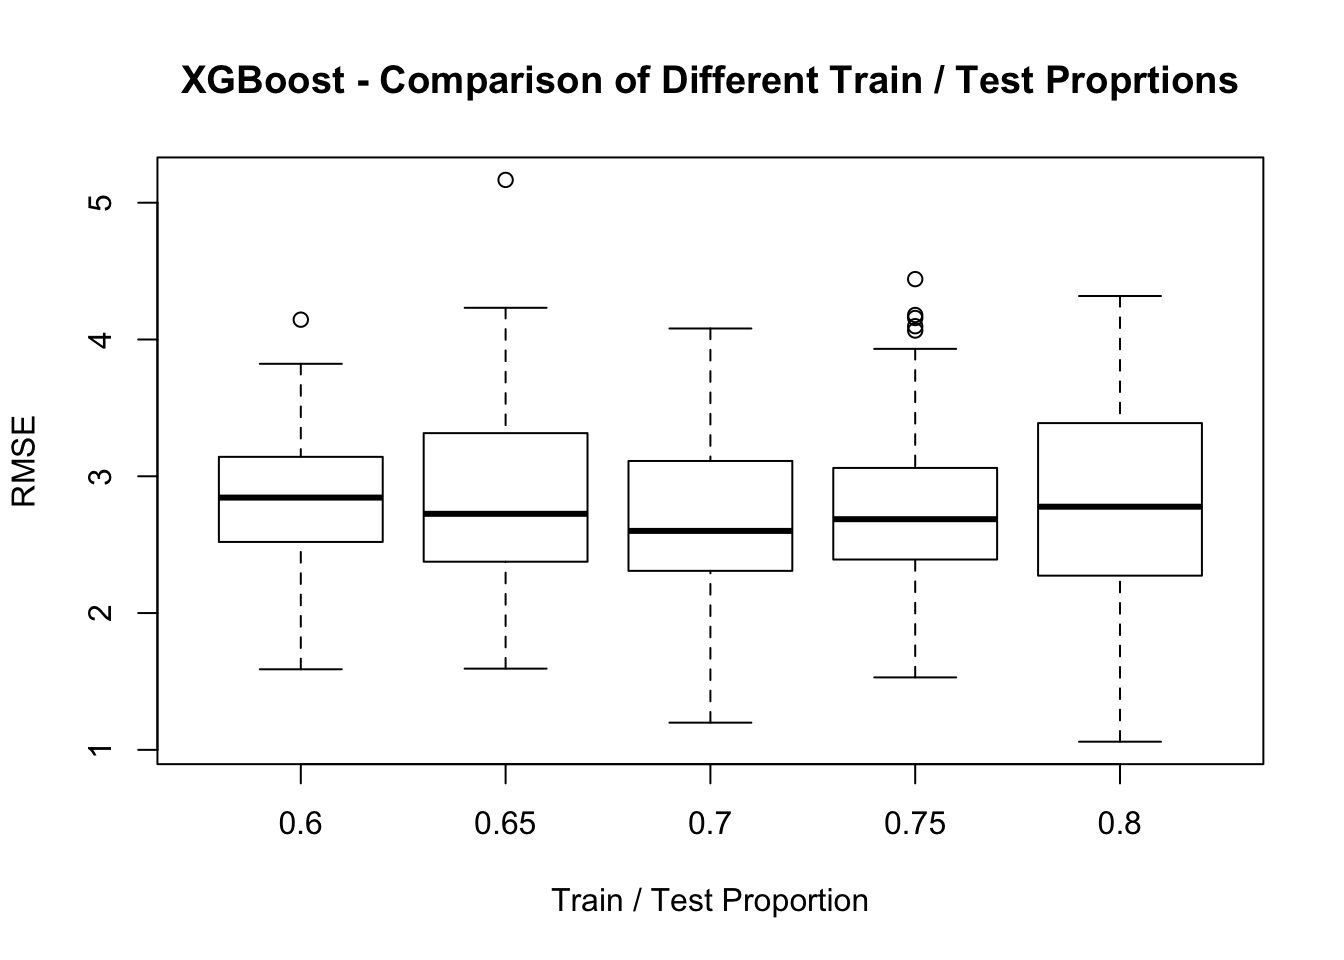 XGBoost - Comparison of Different Train / Test Proprtions
RMSE
5
4
3
2
1
0.6 0.65 0.7 0.75 0.8
Train / Test Proportion